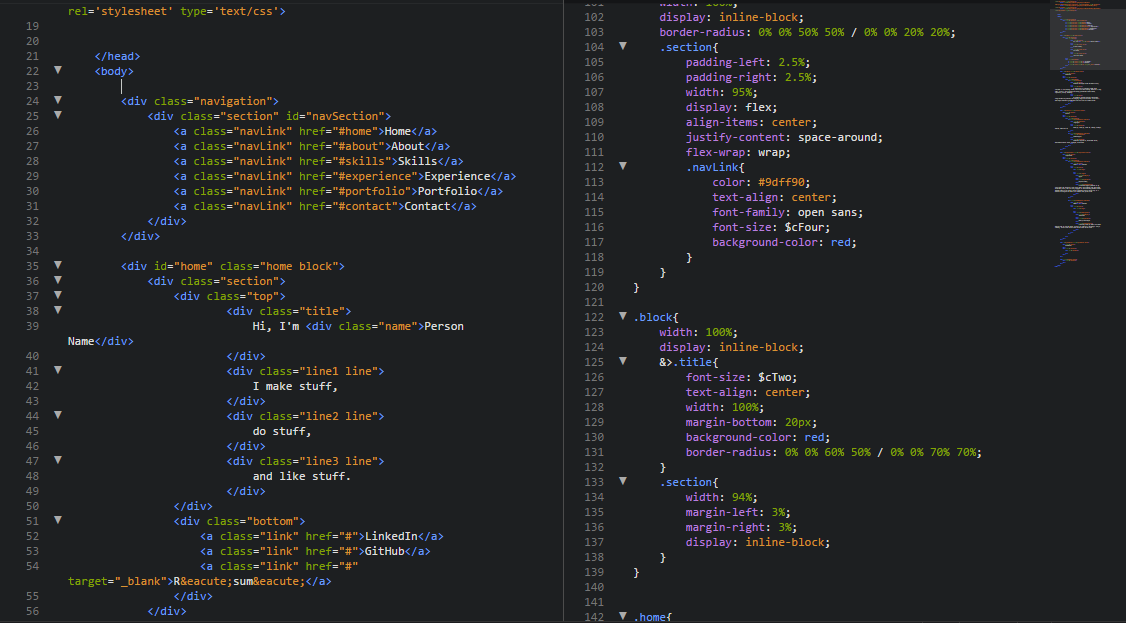 rel='stylesheet' type='text/css'>
19
20
21 </head>
22 <body>
23
24 <div class="navigation">
25 <div class="section" id="navSection">
26 <a class="navLink" href="#home">Home</a>
27 <a class="navLink" href="#about">About</a>
28 <a class="navLink" href="#skills">Skills</a>
29 <a class="navLink" href="#experience">Experience</a>
30 <a class="navLink" href="#portfolio">Portfolio</a>
31 <a class="navLink" href="#contact">Contact</a>
32 </div>
33 </div>
34
35 <div id="home" class="home block">
36 <div class="section">
37 <div class="top">
38 <div class="title">
39 Hi, I'm <div class="name">Person
Name</div>
40 </div>
41 <div class="line1 line">
42 I make stuff,
43 </div>
44 <div class="line2 line">
45 do stuff,
46 </div>
47 <div class="line3 line">
48 and like stuff.
49 </div>
50 </div>
51 <div class="bottom">
52 <a class="link" href="#">LinkedIn</a>
53 <a class="link" href="#">GitHub</a>
54 <a class="link" href="#"
target="_blank">R&eacute;sum&eacute;</a>
55 </div>
56 </div>
101 width: 100%;
102 display: inline-block;
103 border-radius: 0% 0% 50% 50% / 0% 0% 20% 20%;
104 .section{
105 padding-left: 2.5%;
106 padding-right: 2.5%;
107 width: 95%;
108 display: flex;
109 align-items: center;
110 justify-content: space-around;
111 flex-wrap: wrap;
112 .navLink{
113 color: #9dff90;
114 text-align: center;
115 font-family: open sans;
116 font-size: $cFour;
117 background-color: red;
118 }
119 }
120 }
121
122 .block{
123 width: 100%;
124 display: inline-block;
125 &>.title{
126 font-size: $cTwo;
127 text-align: center;
128 width: 100%;
129 margin-bottom: 20px;
130 background-color: red;
131 border-radius: 0% 0% 60% 50% / 0% 0% 70% 70%;
132 }
133 .section{
134 width: 94%;
135 margin-left: 3%;
136 margin-right: 3%;
137 display: inline-block;
138 }
139 }
140
141
142 .home{